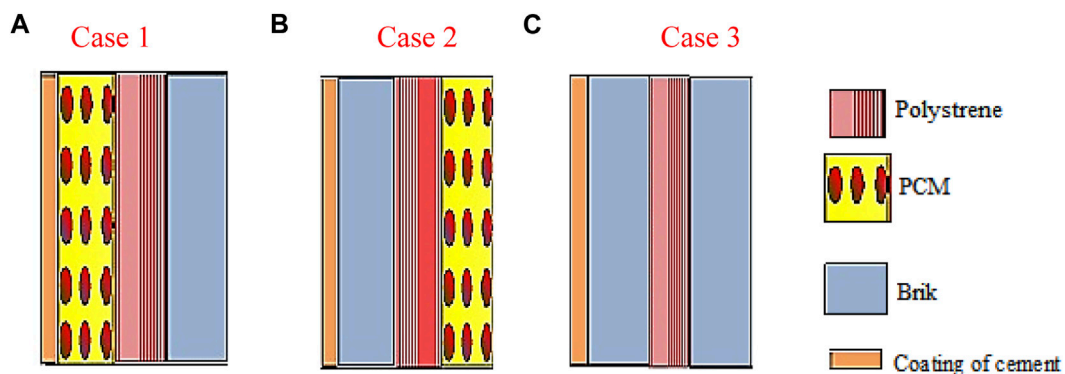 A
Case 1
B
Case 2
C
Case 3
Polystrene
PCM
Brik
Coating of cement